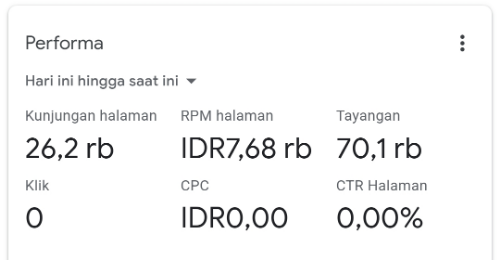 Performa
Hari ini hingga saat ini
Kunjungan halaman RPM halaman Tayangan
26,2 rb IDR7,68 rb 70,1 rb
Klik CPC CTR Halaman
0 IDR0,00 0,00%